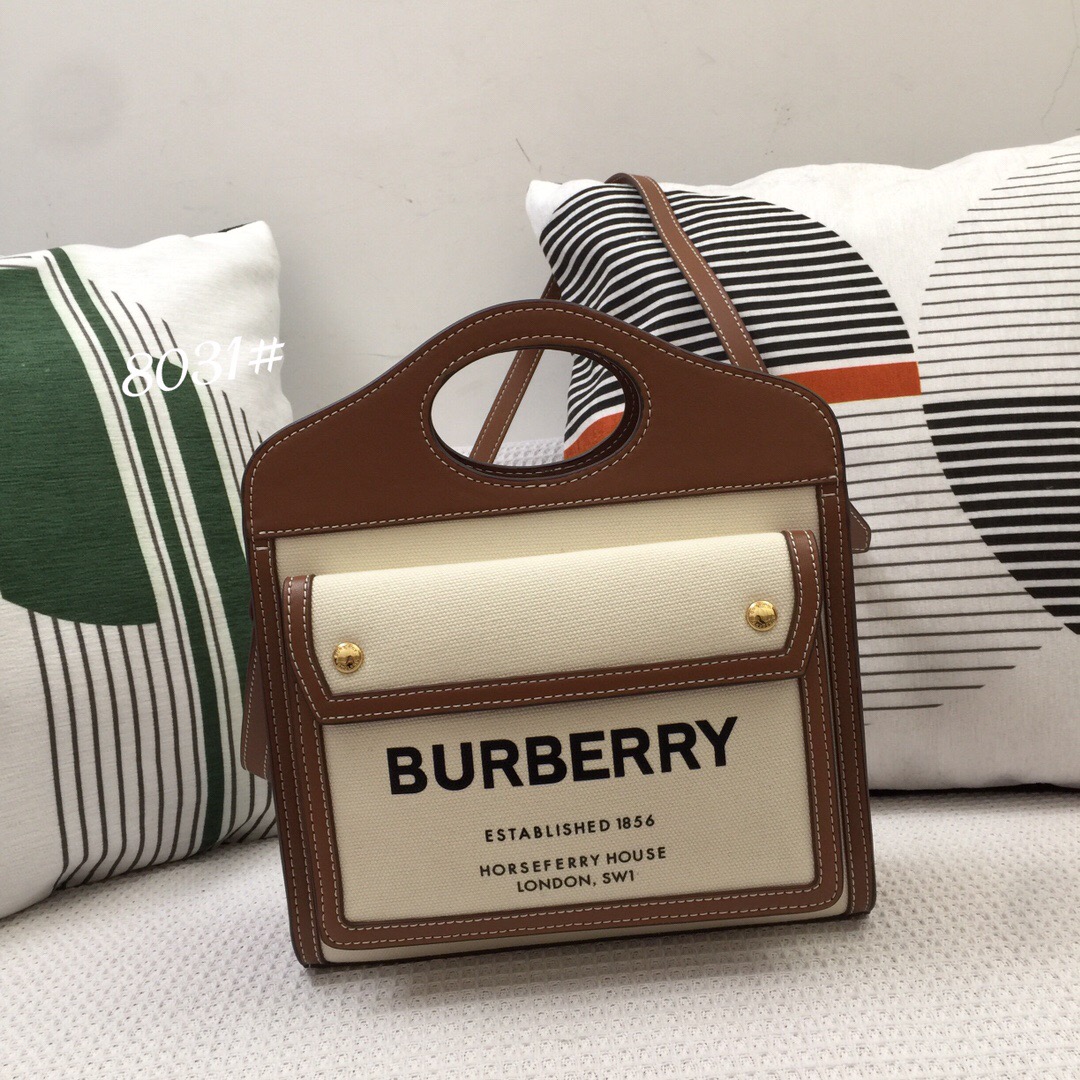 8031#
BURBERRY
ESTABLISHED 1856
HORSEFERRY HOUSE
LONDON, SW1